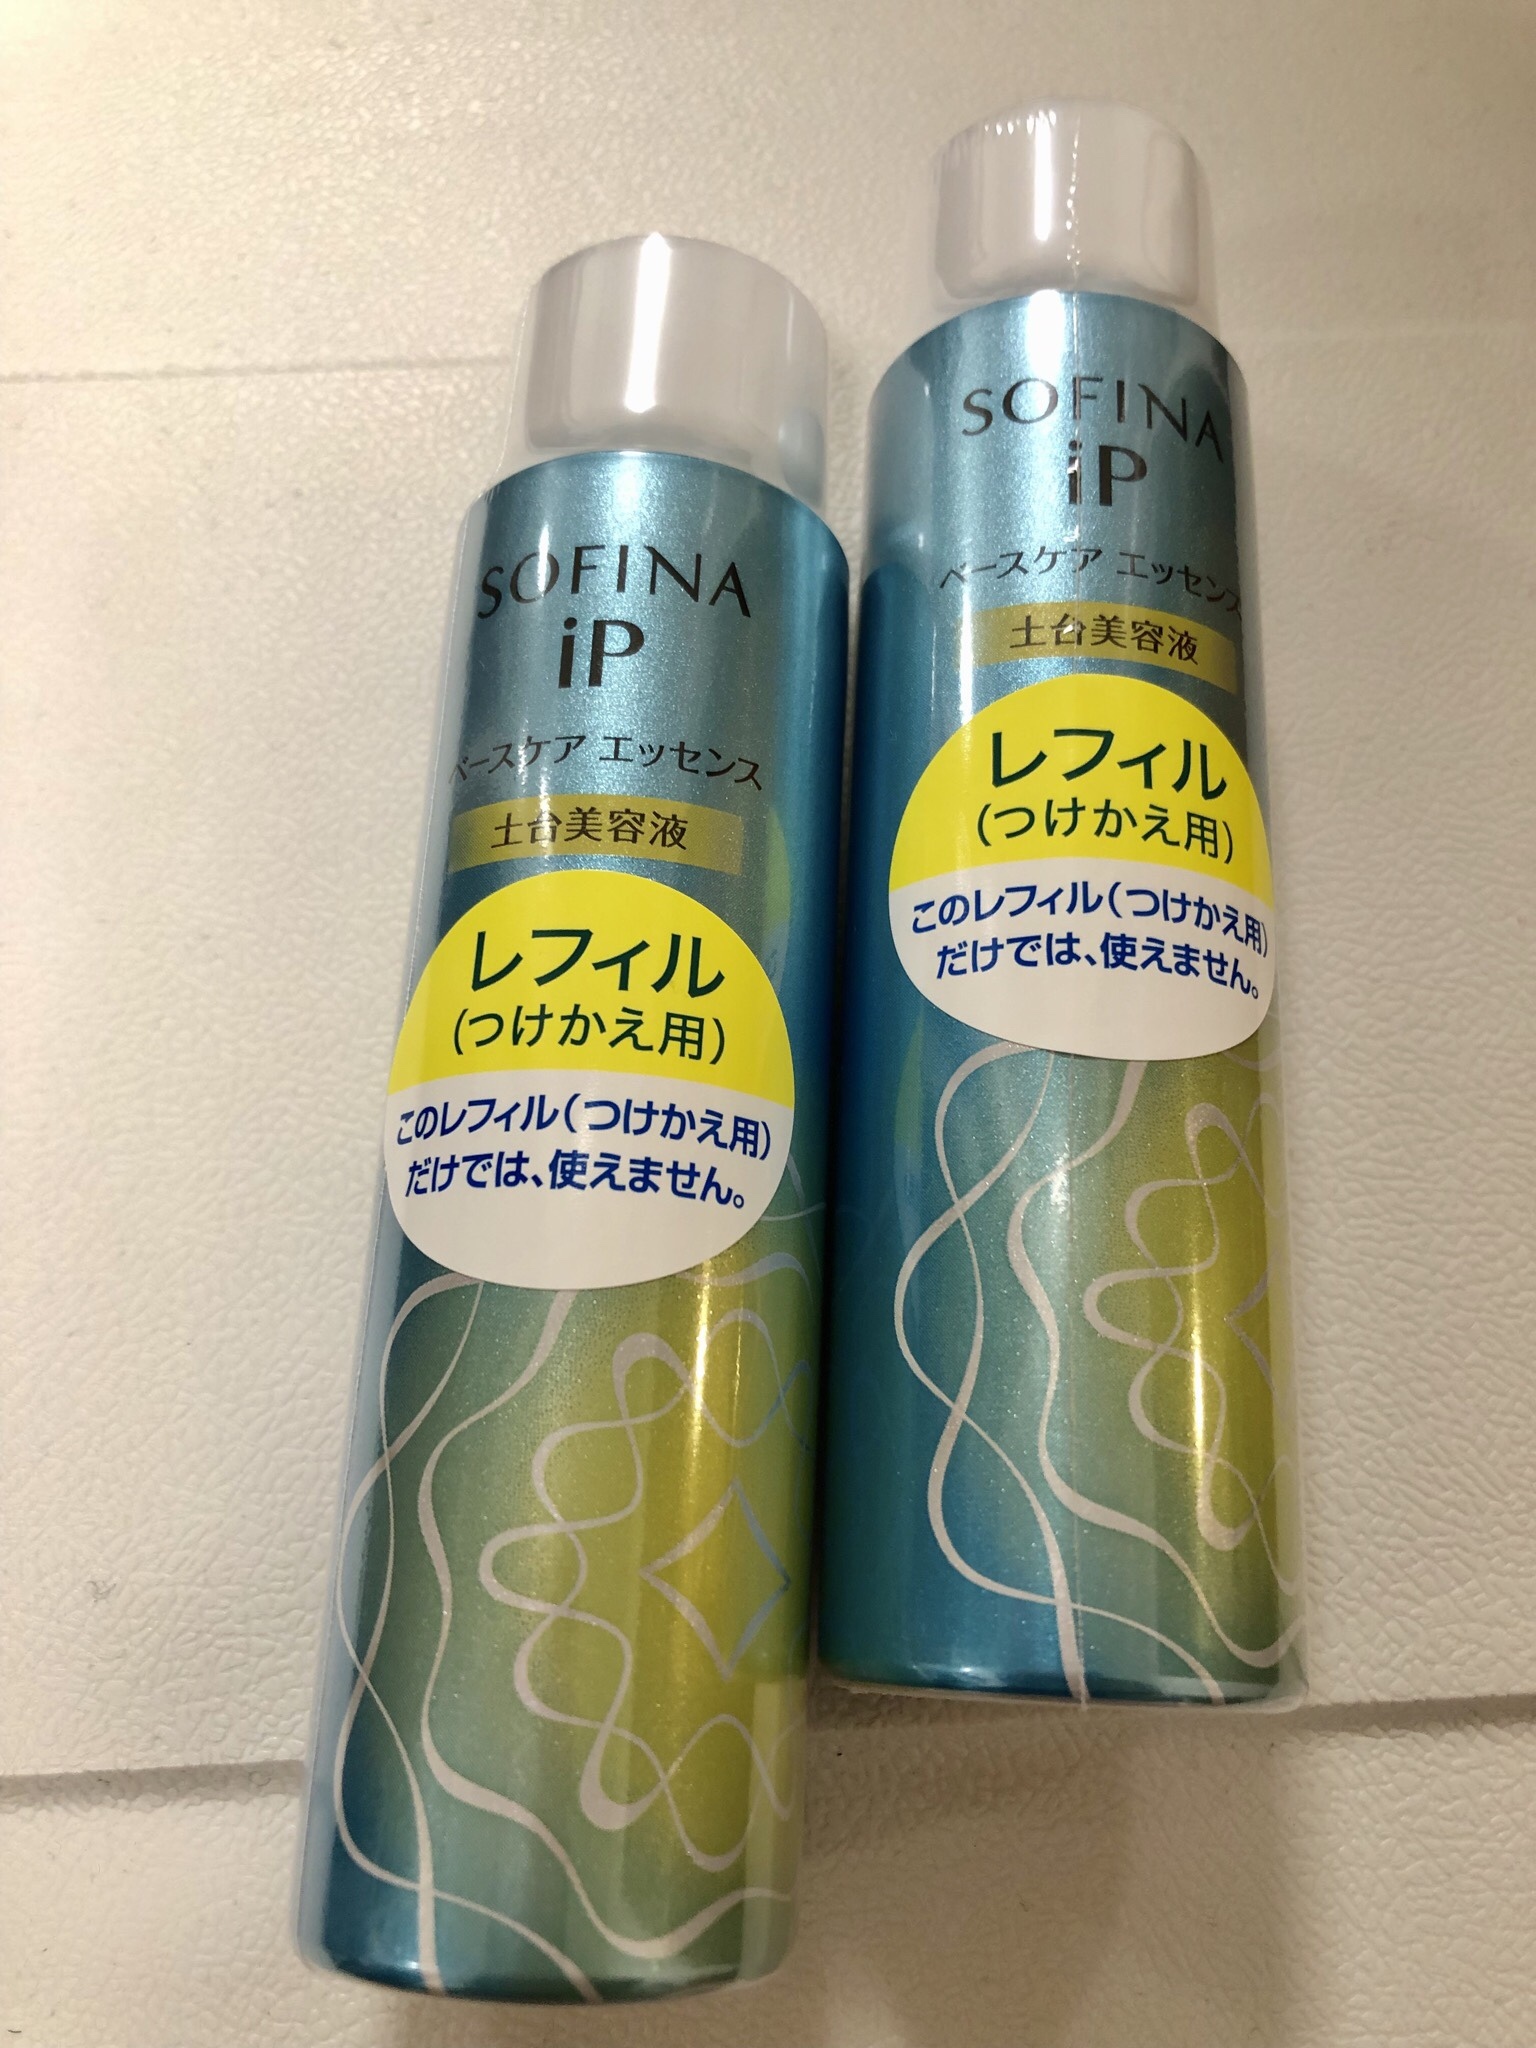 SOFINA
iP
ベースケア エッセンス
土台美容液
レフィル
(つけかえ用)
このレフィル(つけかえ用)
だけでは、使えません。
SOFINA
iP
ベースケア エッセンス
土台美容液
レフィル
(つけかえ用)
このレフィル(つけかえ用)
だけでは、使えません。